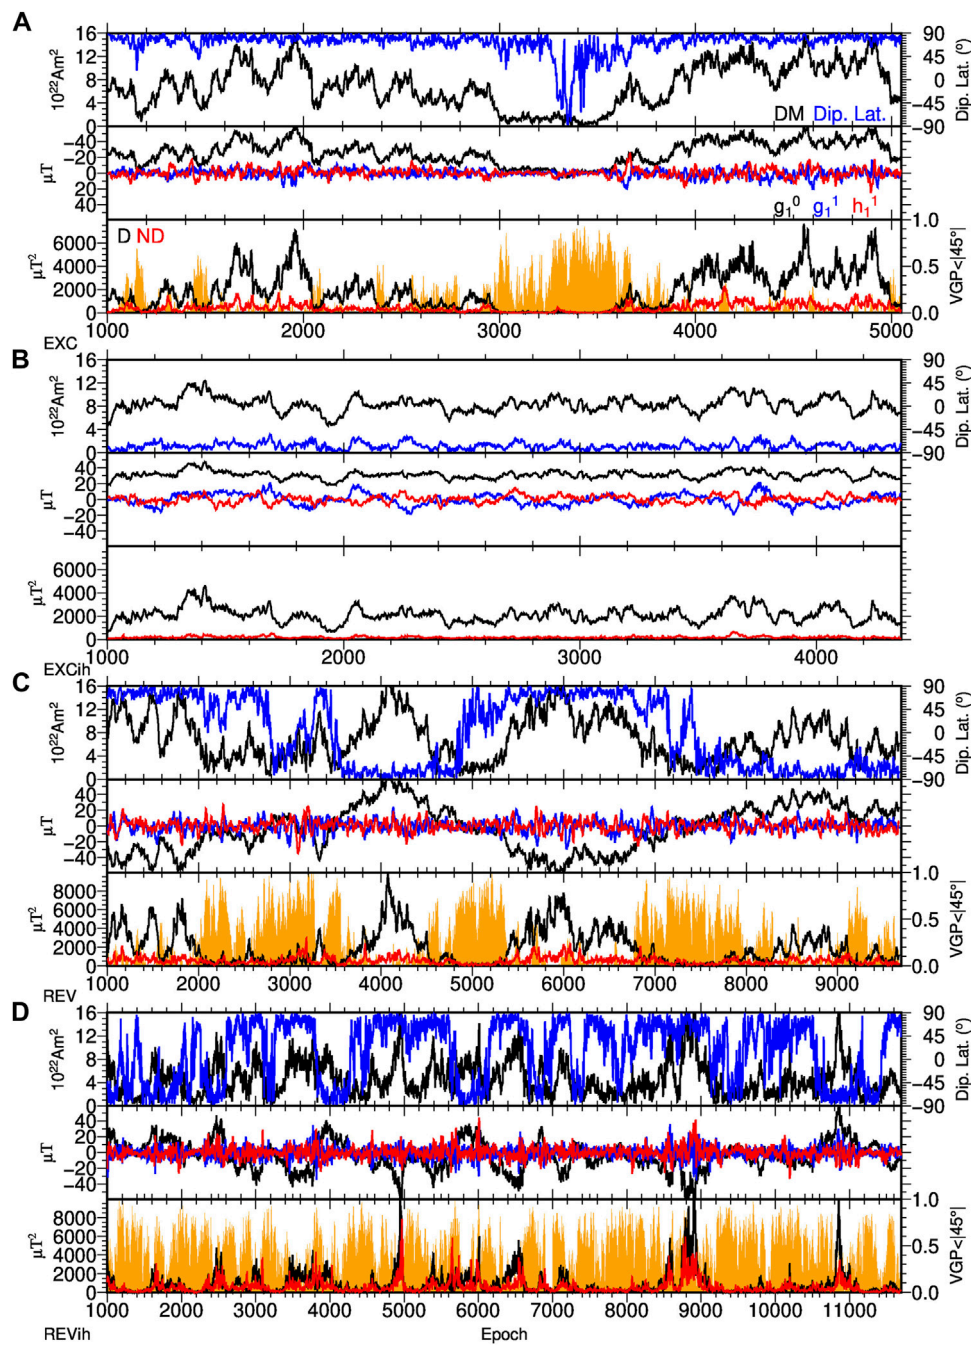 A
16 12 8 4 0
10²²Am²
90 45 0 −45 −90
Dip. Lat. (°)
DM Dip. Lat.
−40 −20 0 20 40
μT
g₁⁰ g₁¹ h₁¹
D ND
6000 4000 2000 0
μT²
1.0 0.5 0.0
VGP<|45°|
1000 2000 3000 4000 5000
EXC
B
16 12 8 4 0
10²²Am²
90 45 0 −45 −90
Dip. Lat. (°)
40 20 0 −20 −40
μT
6000 4000 2000 0
μT²
1000 2000 3000 4000
EXCih
C
16 12 8 4 0
10²²Am²
90 45 0 −45 −90
Dip. Lat. (°)
40 20 0 −20 −40
μT
8000 6000 4000 2000 0
μT²
1.0 0.5 0.0
VGP<|45°|
1000 2000 3000 4000 5000 6000 7000 8000 9000
REV
D
16 12 8 4 0
10²²Am²
90 45 0 −45 −90
Dip. Lat. (°)
40 20 0 −20 −40
μT
8000 6000 4000 2000 0
μT²
1.0 0.5 0.0
VGP<|45°|
1000 2000 3000 4000 5000 6000 7000 8000 9000 10000 11000
REVih Epoch